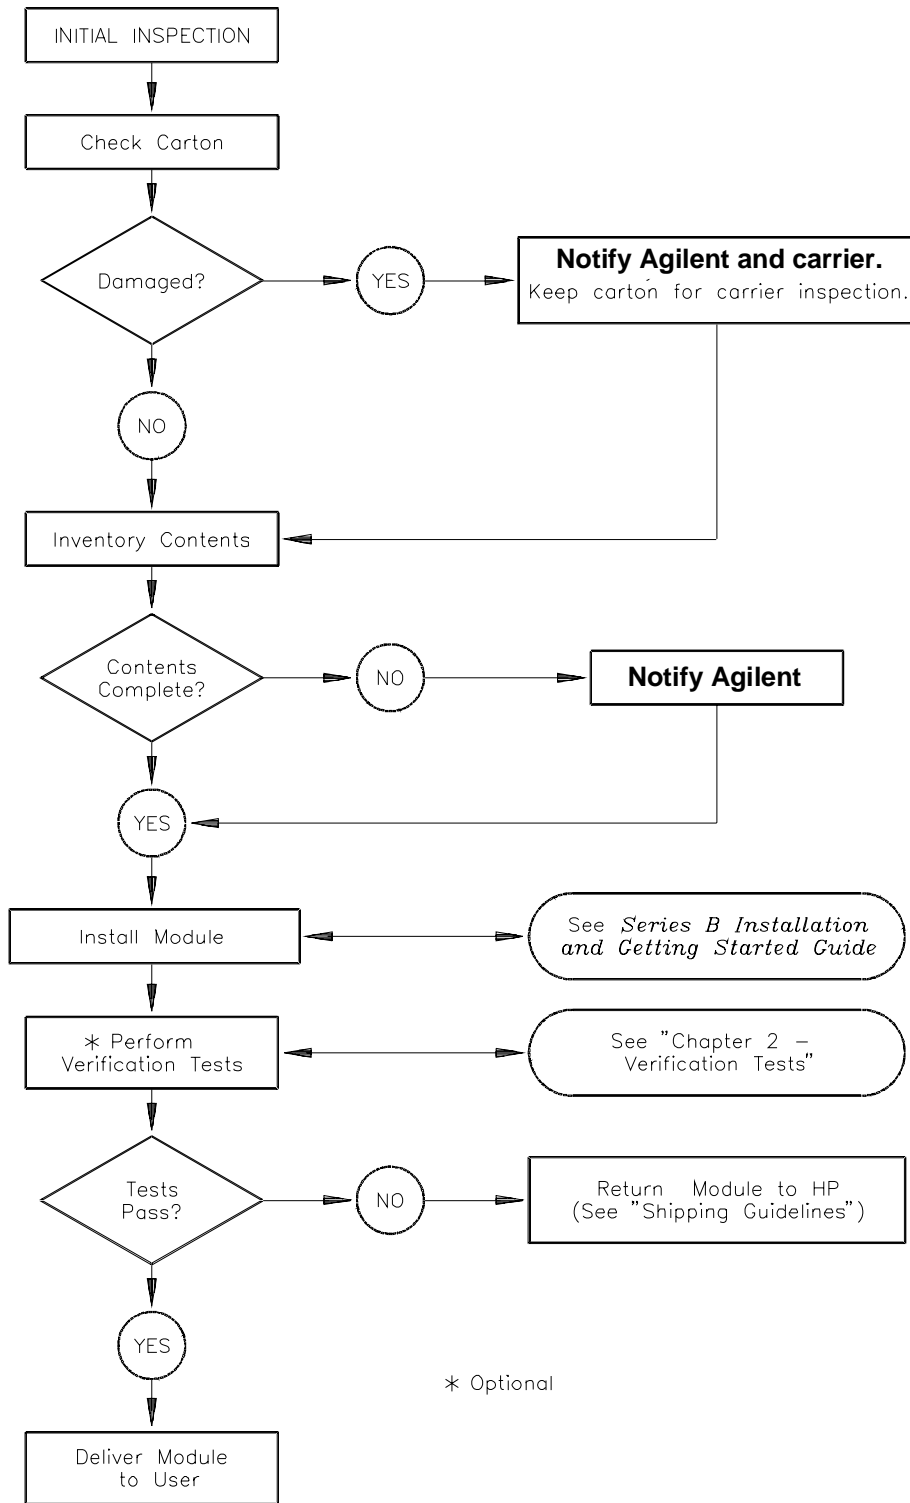 INITIAL INSPECTION
Check Carton
Damaged?
YES
Notify Agilent and carrier.
Keep carton for carrier inspection.
NO
Inventory Contents
Contents
Complete?
NO
Notify Agilent
YES
Install Module
See Series B Installation
and Getting Started Guide
* Perform
Verification Tests
See "Chapter 2 -
Verification Tests"
Tests
Pass?
NO
Return Module to HP
(See "Shipping Guidelines")
YES
* Optional
Deliver Module
to User